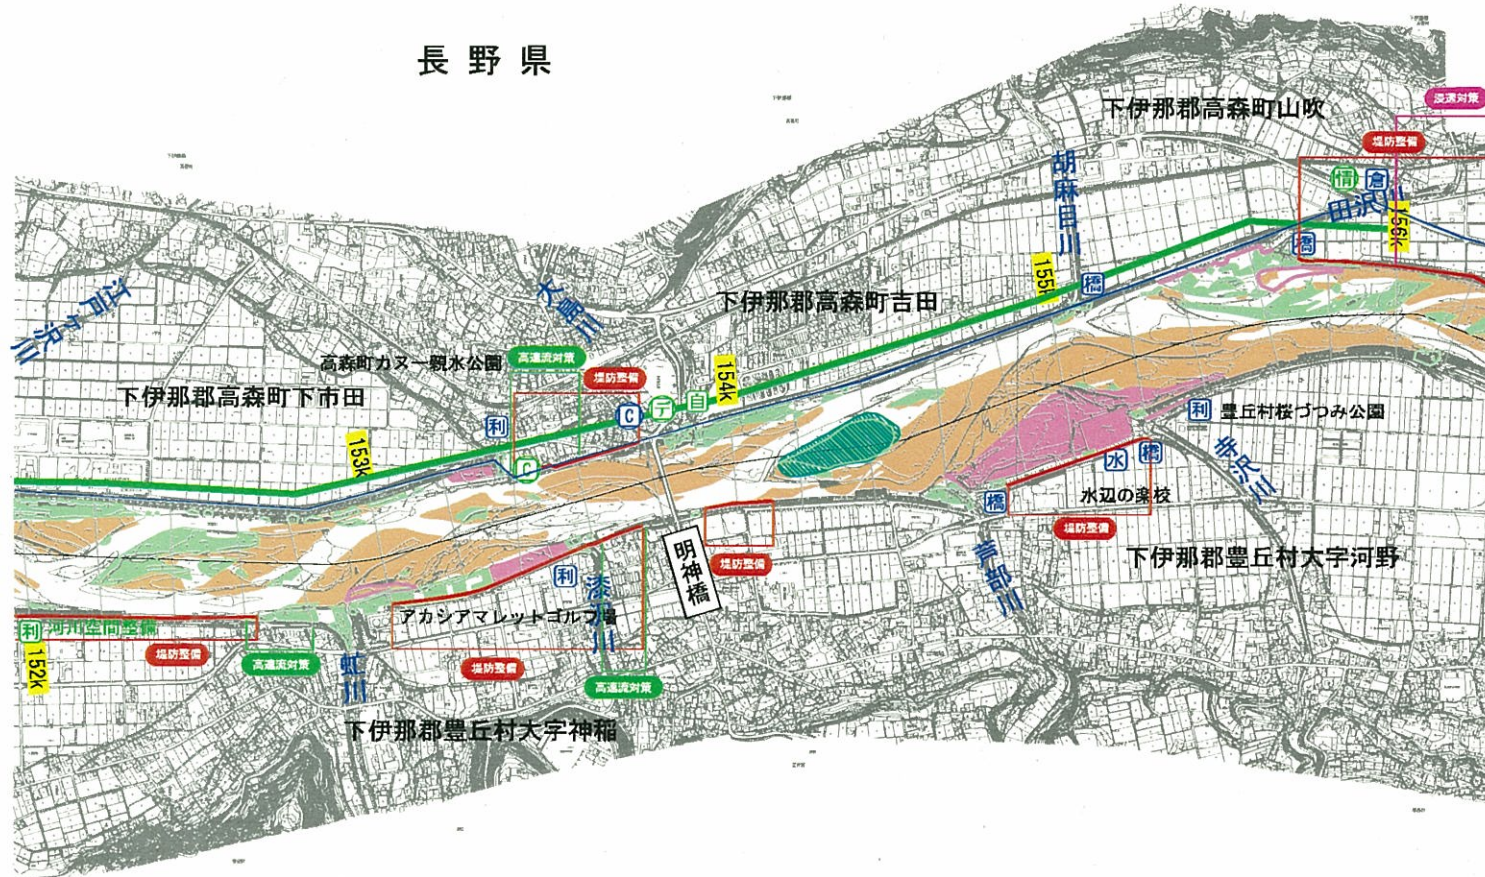 長野県
下伊那郡高森町山吹
浸透対策
堤防整備
情
倉
田沢川
156k
橋
胡麻目川
155k
橋
下伊那郡高森町吉田
大島川
江戸ヶ沢川
高森町カヌー親水公園
高速流対策
堤防整備
154k
下伊那郡高森町下市田
利
C
デ
自
153k
C
利
豊丘村桜づつみ公園
寺沢川
水
橋
水辺の楽校
橋
堤防整備
下伊那郡豊丘村大字河野
芦部川
明神橋
堤防整備
利
アカシアマレットゴルフ場
堤防整備
高速流対策
利
河川空間整備
堤防整備
高速流対策
152k
虻川
下伊那郡豊丘村大字神稲